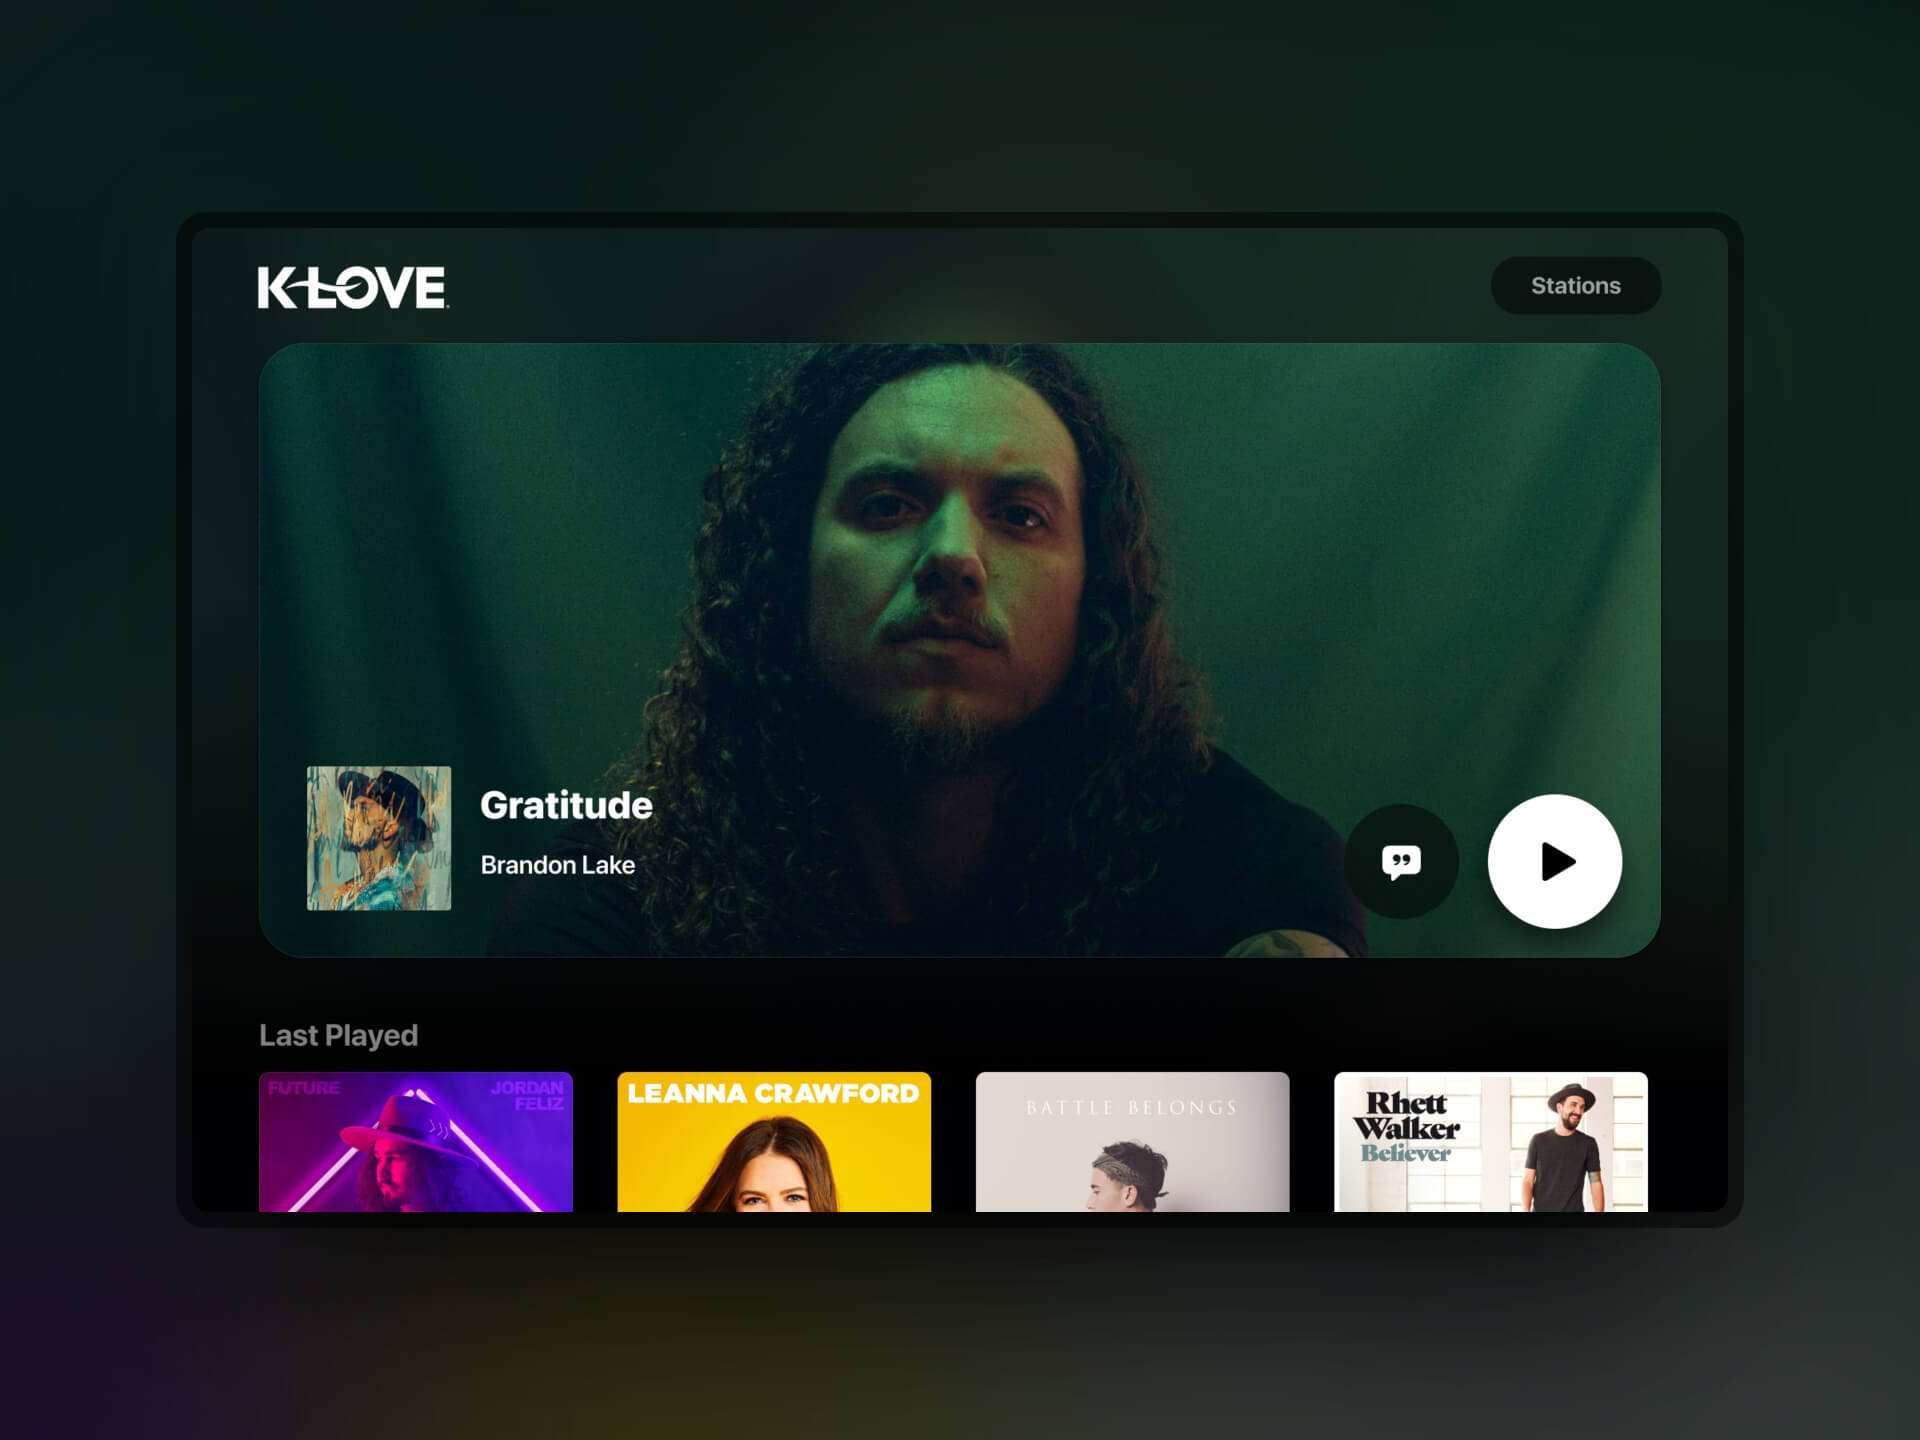 K-LOVE
Stations
Gratitude
Brandon Lake
Last Played
FUTURE
JORDAN
FELIZ
LEANNA CRAWFORD
BATTLE BELONGS
Rhett
Walker
Believer